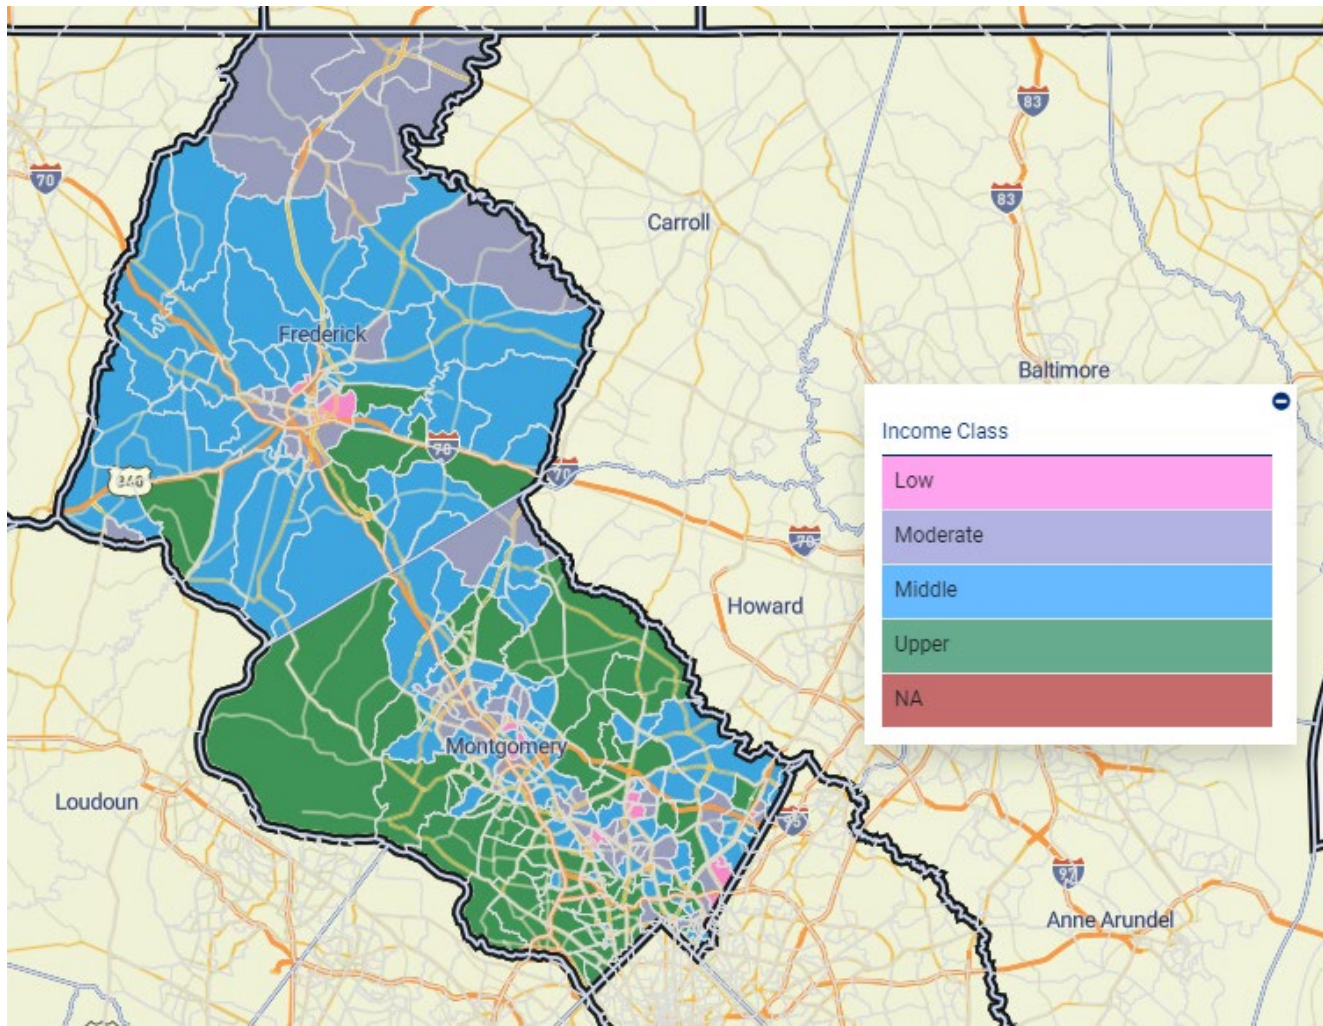 83
70
83
Carroll
Frederick
Baltimore
Income Class
Low
70
70
340
Moderate
70
Middle
Howard
Upper
NA
Montgomery
Loudoun
95
97
Anne Arundel